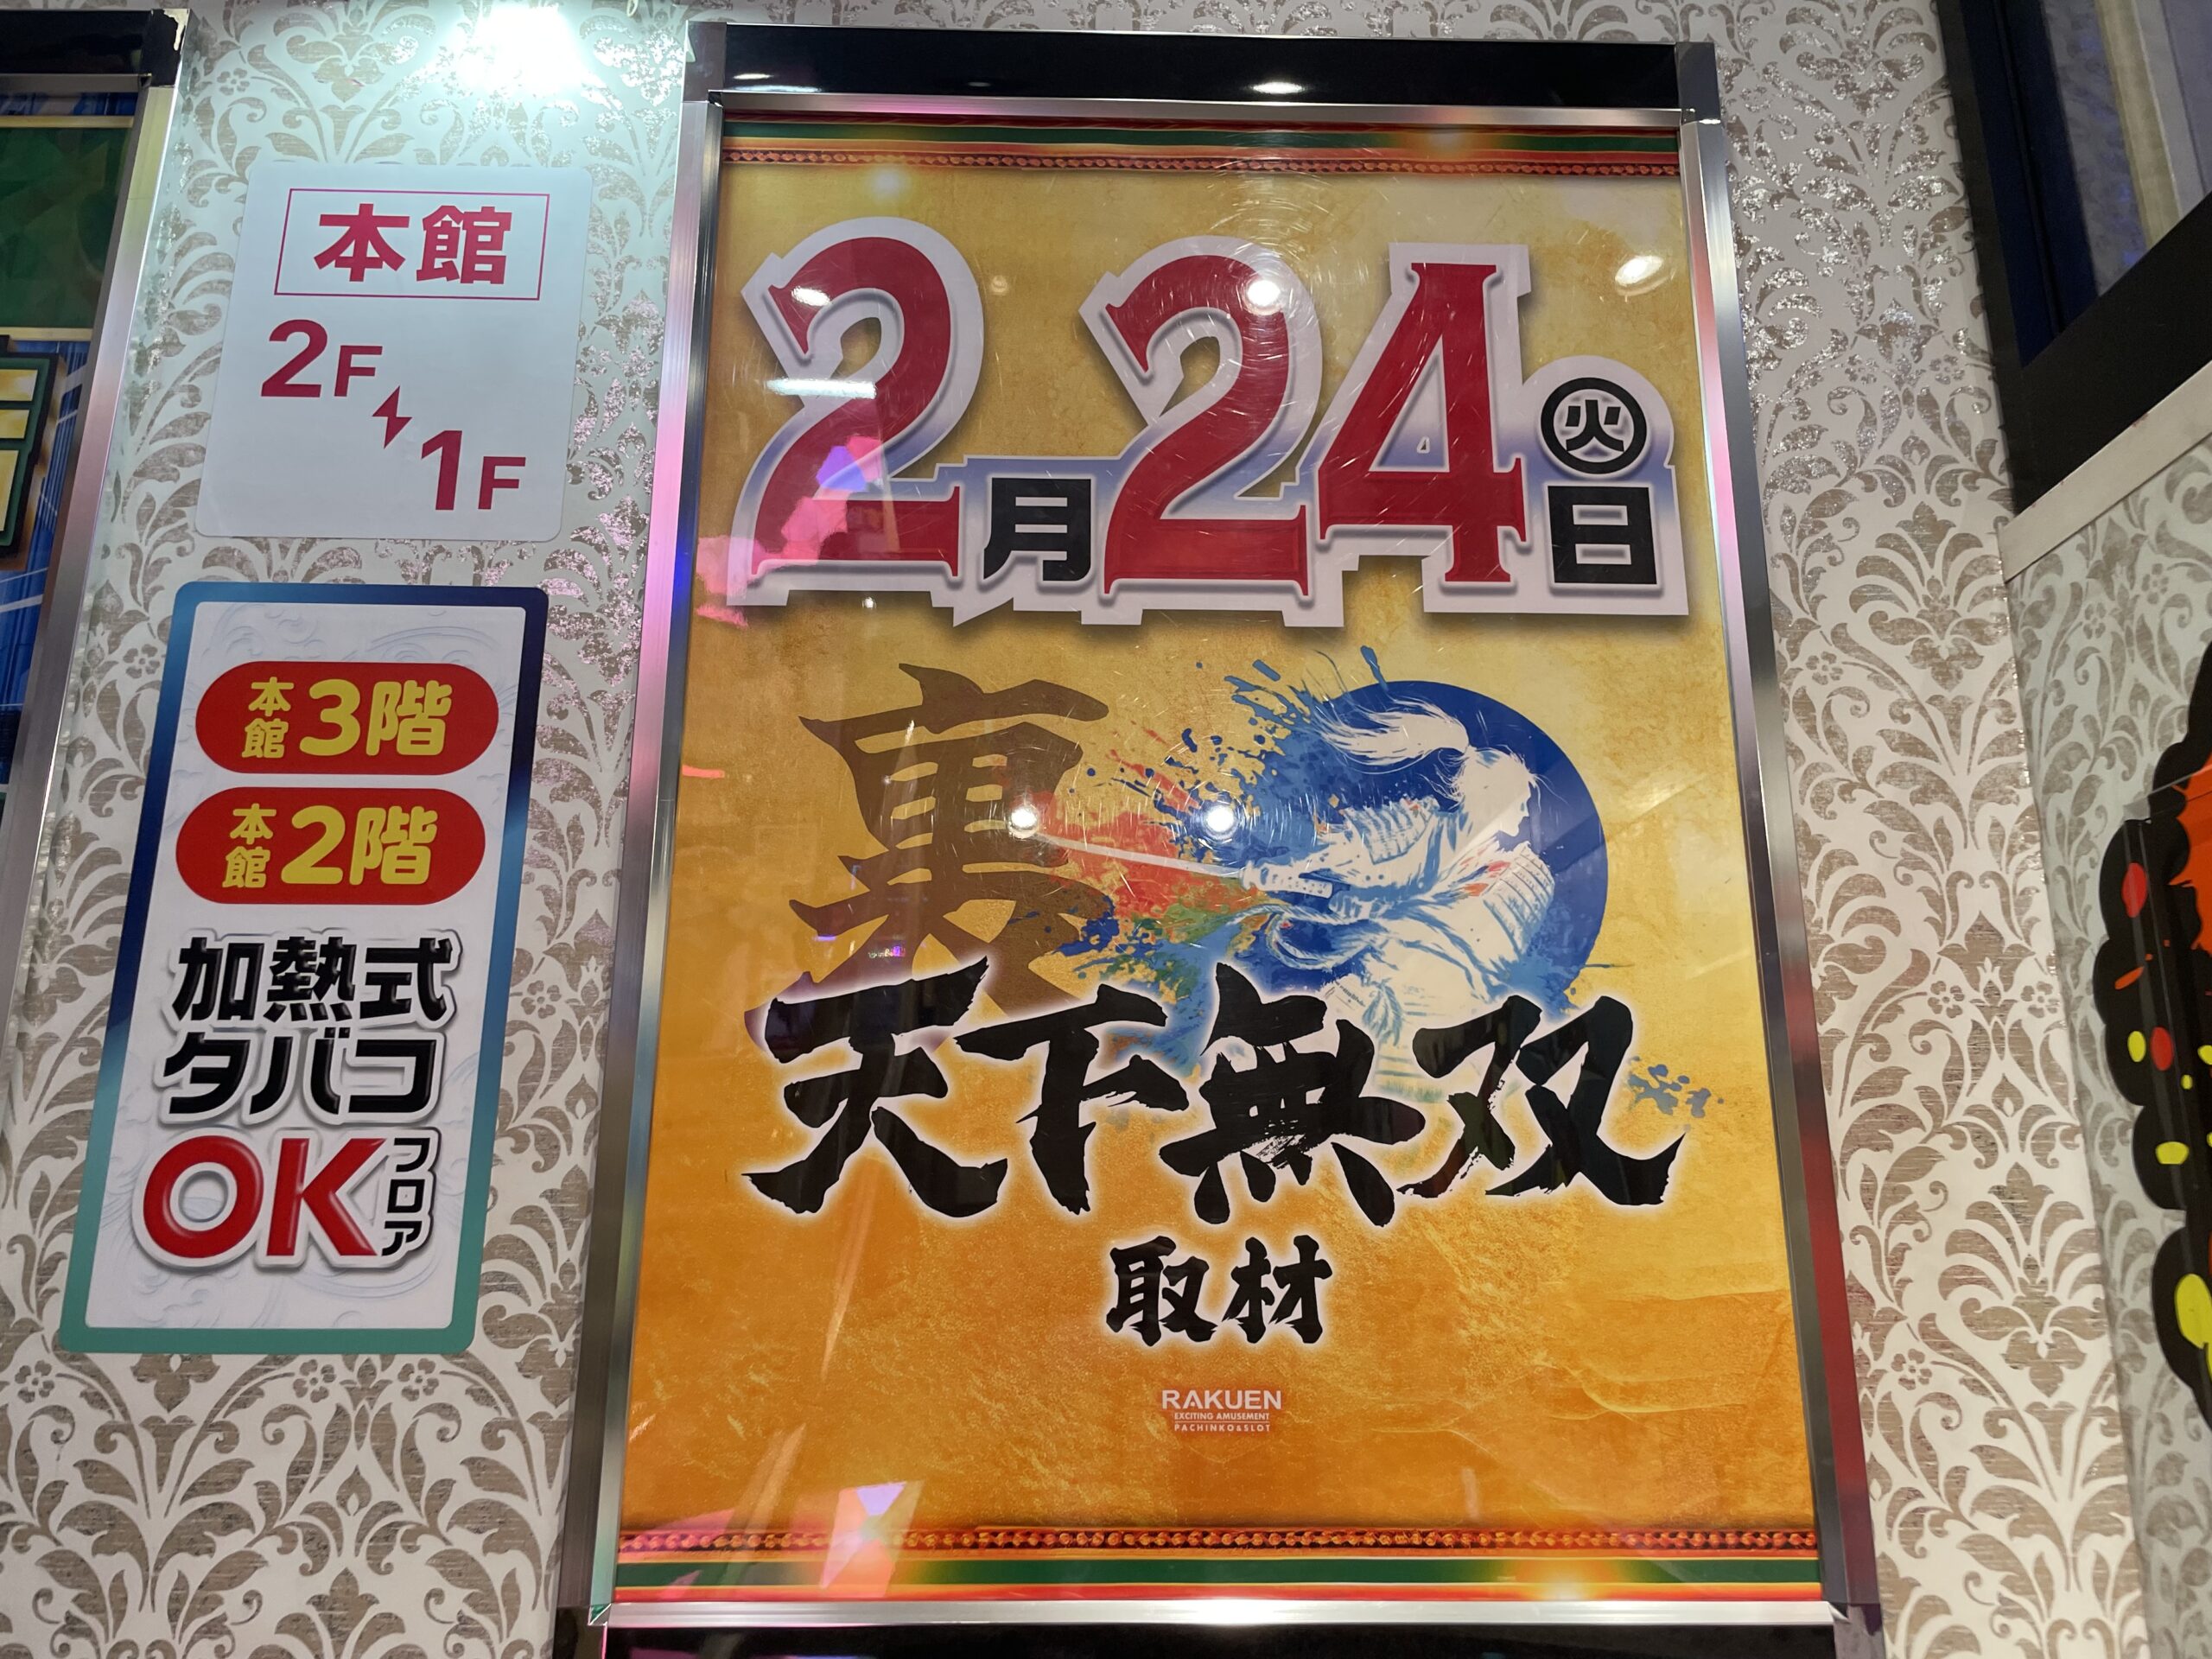 本館
2F
1F
本館 3階
本館 2階
加熱式
タバコ
OK フロア
2月24日㊋
裏
天下無双
取材
RAKUEN
EXCITING AMUSEMENT
PACHINKO&SLOT